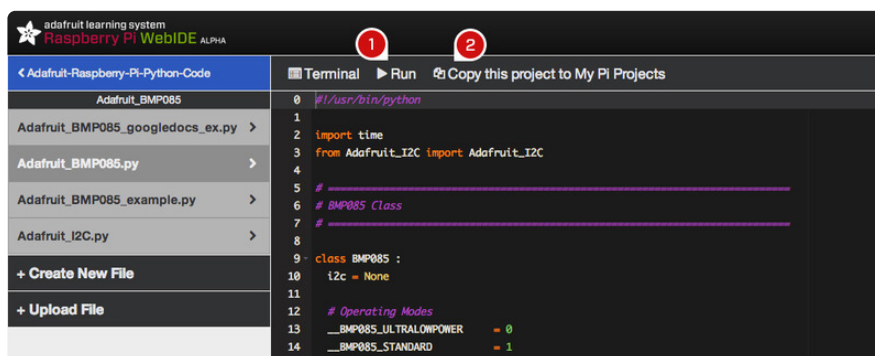 adafruit learning system
Raspberry Pi WebIDE ALPHA
1
2
Adafruit-Raspberry-Pi-Python-Code
Terminal Run Copy this project to My Pi Projects
Adafruit_BMP085
Adafruit_BMP085_googledocs_ex.py
Adafruit_BMP085.py
Adafruit_BMP085_example.py
Adafruit_I2C.py
+ Create New File
+ Upload File
0 #!/usr/bin/python
1
2 import time
3 from Adafruit_I2C import Adafruit_I2C
4
5 # ===========================================================================
6 # BMP085 Class
7 # ===========================================================================
8
9 class BMP085 :
10 i2c = None
11
12 # Operating Modes
13 __BMP085_ULTRALOWPOWER = 0
14 __BMP085_STANDARD = 1